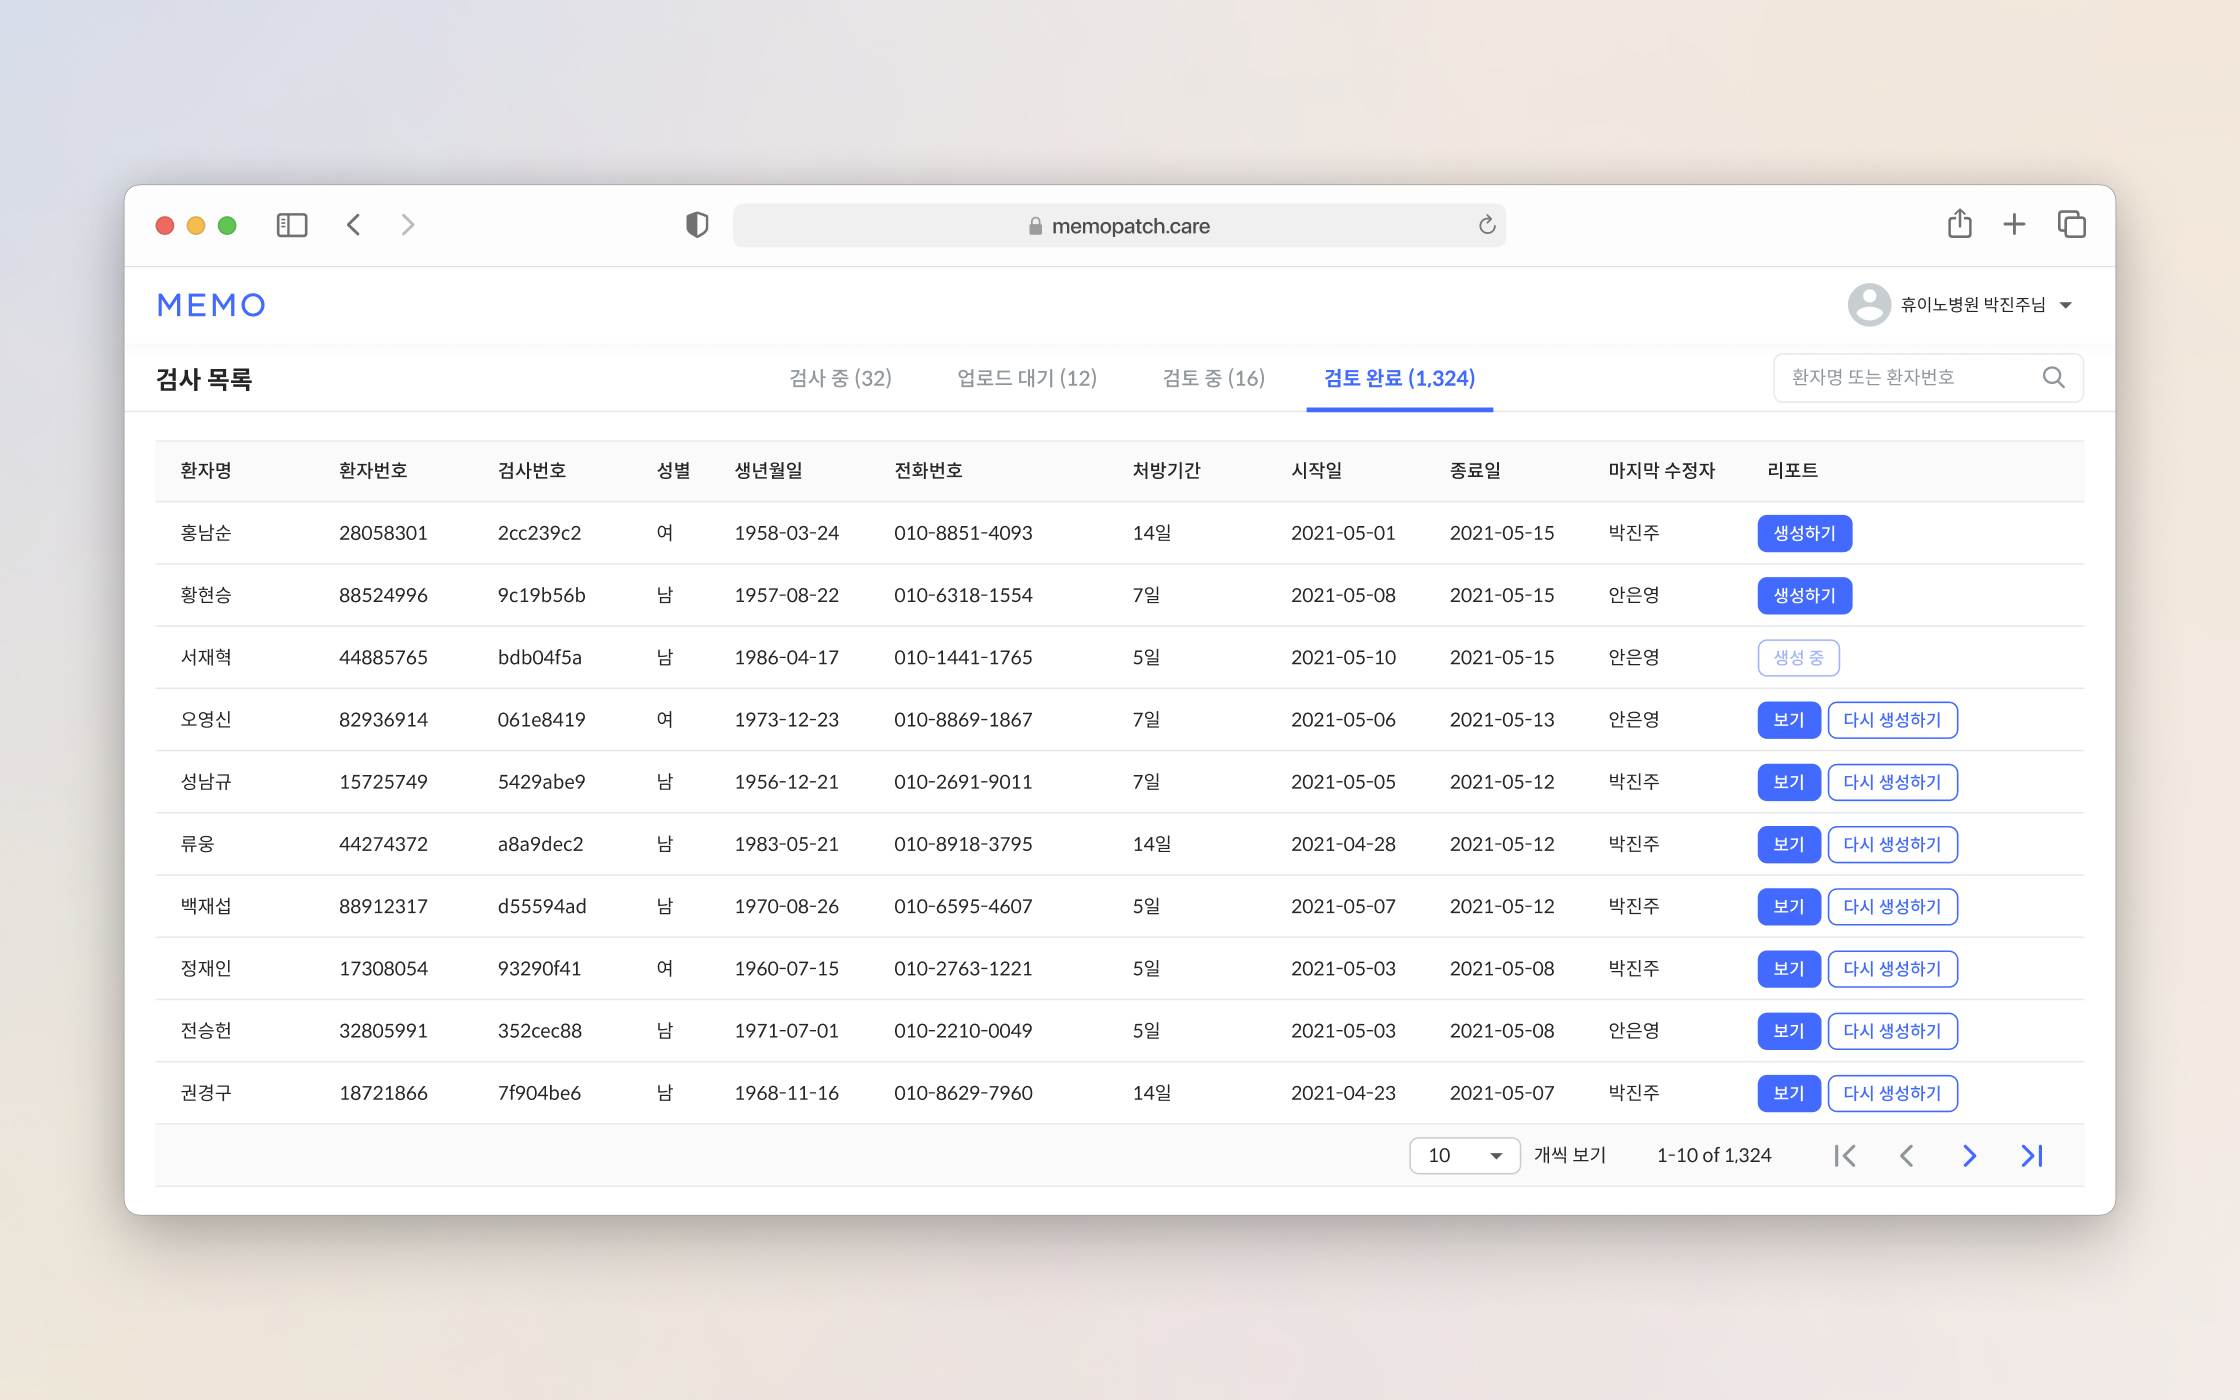 memopatch.care
MEMO
휴이노병원 박진주님
검사 목록 검사 중 (32) 업로드 대기 (12) 검토 중 (16) 검토 완료 (1,324) 환자명 또는 환자번호
환자명 환자번호 검사번호 성별 생년월일 전화번호 처방기간 시작일 종료일 마지막 수정자 리포트
홍남순 28058301 2cc239c2 여 1958-03-24 010-8851-4093 14일 2021-05-01 2021-05-15 박진주 생성하기
황현승 88524996 9c19b56b 남 1957-08-22 010-6318-1554 7일 2021-05-08 2021-05-15 안은영 생성하기
서재혁 44885765 bdb04f5a 남 1986-04-17 010-1441-1765 5일 2021-05-10 2021-05-15 안은영 생성 중
오영신 82936914 061e8419 여 1973-12-23 010-8869-1867 7일 2021-05-06 2021-05-13 안은영 보기 다시 생성하기
성남규 15725749 5429abe9 남 1956-12-21 010-2691-9011 7일 2021-05-05 2021-05-12 박진주 보기 다시 생성하기
류웅 44274372 a8a9dec2 남 1983-05-21 010-8918-3795 14일 2021-04-28 2021-05-12 박진주 보기 다시 생성하기
백재섭 88912317 d55594ad 남 1970-08-26 010-6595-4607 5일 2021-05-07 2021-05-12 박진주 보기 다시 생성하기
정재인 17308054 93290f41 여 1960-07-15 010-2763-1221 5일 2021-05-03 2021-05-08 박진주 보기 다시 생성하기
전승헌 32805991 352cec88 남 1971-07-01 010-2210-0049 5일 2021-05-03 2021-05-08 안은영 보기 다시 생성하기
권경구 18721866 7f904be6 남 1968-11-16 010-8629-7960 14일 2021-04-23 2021-05-07 박진주 보기 다시 생성하기
10 개씩 보기 1-10 of 1,324